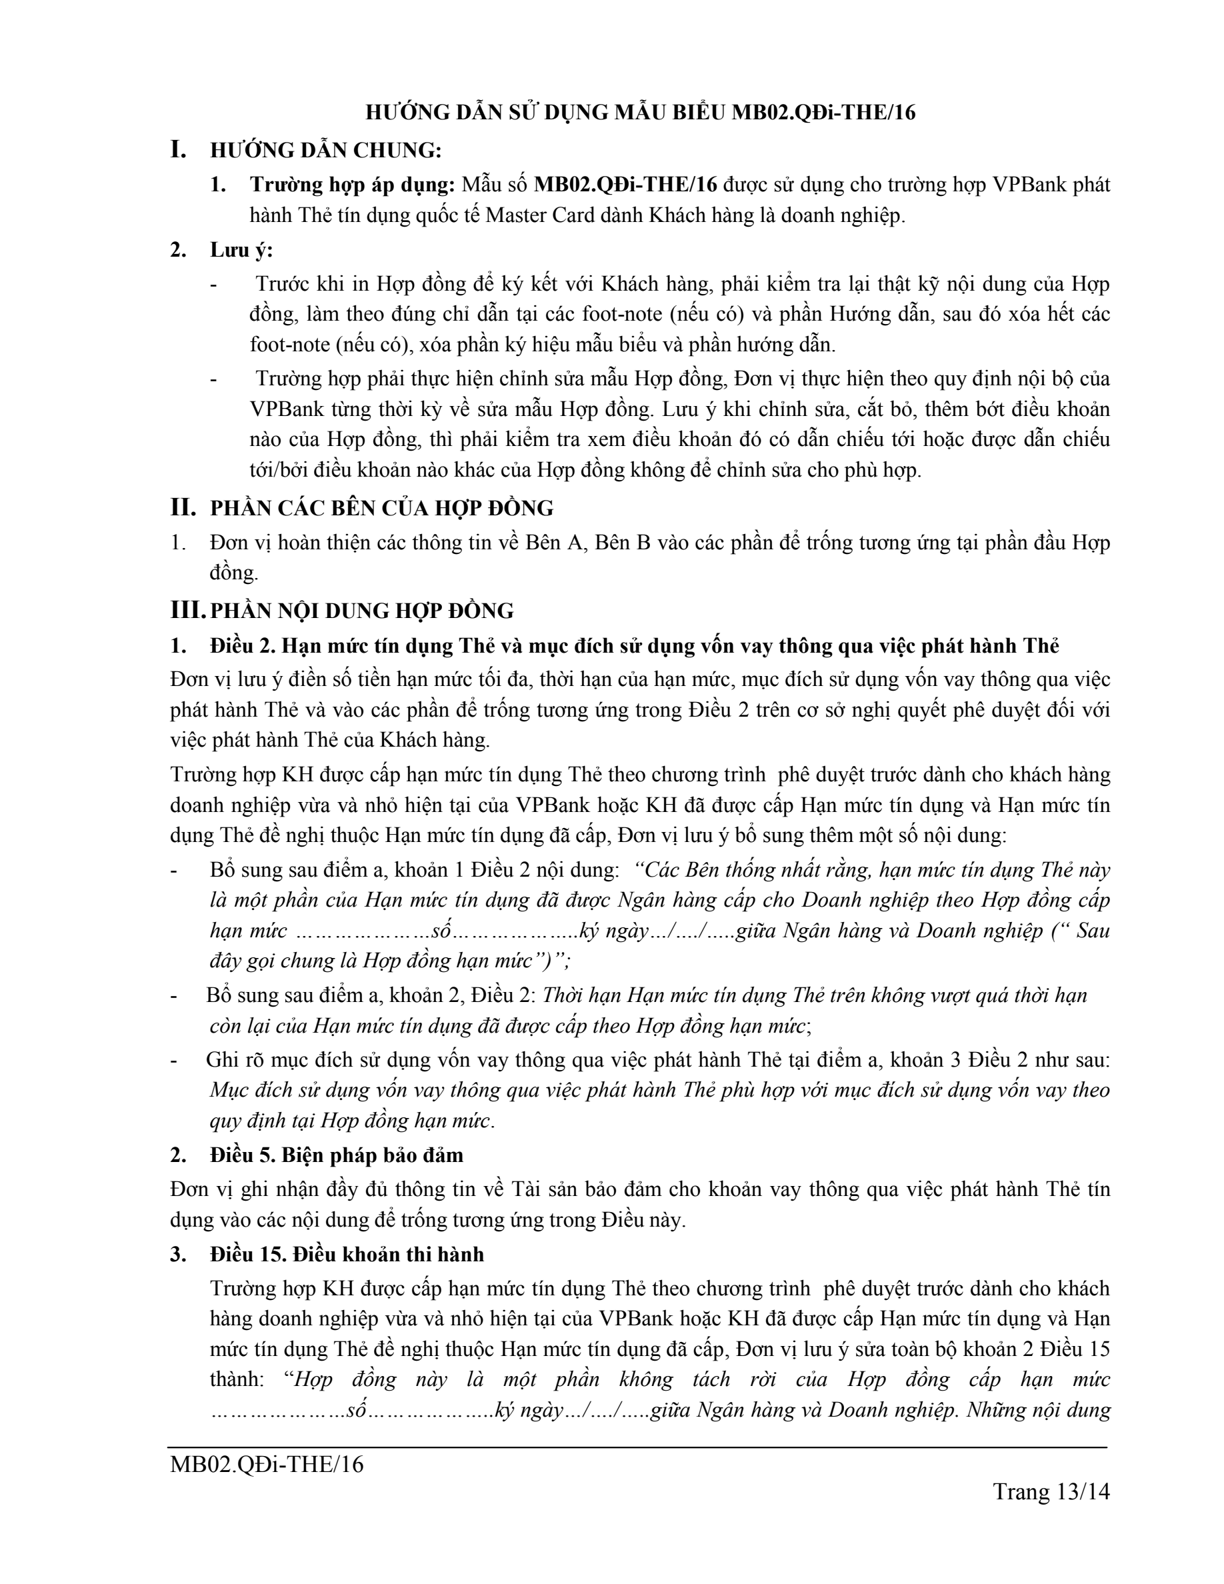 HƯỚNG DẪN SỬ DỤNG MẪU BIỂU MB02.QĐi-THE/16
I. HƯỚNG DẪN CHUNG:
1. Trường hợp áp dụng: Mẫu số MB02.QĐi-THE/16 được sử dụng cho trường hợp VPBank phát
hành Thẻ tín dụng quốc tế Master Card dành Khách hàng là doanh nghiệp.
2. Lưu ý:
- Trước khi in Hợp đồng để ký kết với Khách hàng, phải kiểm tra lại thật kỹ nội dung của Hợp
đồng, làm theo đúng chỉ dẫn tại các foot-note (nếu có) và phần Hướng dẫn, sau đó xóa hết các
foot-note (nếu có), xóa phần ký hiệu mẫu biểu và phần hướng dẫn.
- Trường hợp phải thực hiện chỉnh sửa mẫu Hợp đồng, Đơn vị thực hiện theo quy định nội bộ của
VPBank từng thời kỳ về sửa mẫu Hợp đồng. Lưu ý khi chỉnh sửa, cắt bỏ, thêm bớt điều khoản
nào của Hợp đồng, thì phải kiểm tra xem điều khoản đó có dẫn chiếu tới hoặc được dẫn chiếu
tới/bởi điều khoản nào khác của Hợp đồng không để chỉnh sửa cho phù hợp.
II. PHẦN CÁC BÊN CỦA HỢP ĐỒNG
1. Đơn vị hoàn thiện các thông tin về Bên A, Bên B vào các phần để trống tương ứng tại phần đầu Hợp
đồng.
III. PHẦN NỘI DUNG HỢP ĐỒNG
1. Điều 2. Hạn mức tín dụng Thẻ và mục đích sử dụng vốn vay thông qua việc phát hành Thẻ
Đơn vị lưu ý điền số tiền hạn mức tối đa, thời hạn của hạn mức, mục đích sử dụng vốn vay thông qua việc
phát hành Thẻ và vào các phần để trống tương ứng trong Điều 2 trên cơ sở nghị quyết phê duyệt đối với
việc phát hành Thẻ của Khách hàng.
Trường hợp KH được cấp hạn mức tín dụng Thẻ theo chương trình phê duyệt trước dành cho khách hàng
doanh nghiệp vừa và nhỏ hiện tại của VPBank hoặc KH đã được cấp Hạn mức tín dụng và Hạn mức tín
dụng Thẻ đề nghị thuộc Hạn mức tín dụng đã cấp, Đơn vị lưu ý bổ sung thêm một số nội dung:
- Bổ sung sau điểm a, khoản 1 Điều 2 nội dung: “Các Bên thống nhất rằng, hạn mức tín dụng Thẻ này
là một phần của Hạn mức tín dụng đã được Ngân hàng cấp cho Doanh nghiệp theo Hợp đồng cấp
hạn mức …………………số………………..ký ngày…/…./…..giữa Ngân hàng và Doanh nghiệp (“ Sau
đây gọi chung là Hợp đồng hạn mức”)”;
- Bổ sung sau điểm a, khoản 2, Điều 2: Thời hạn Hạn mức tín dụng Thẻ trên không vượt quá thời hạn
còn lại của Hạn mức tín dụng đã được cấp theo Hợp đồng hạn mức;
- Ghi rõ mục đích sử dụng vốn vay thông qua việc phát hành Thẻ tại điểm a, khoản 3 Điều 2 như sau:
Mục đích sử dụng vốn vay thông qua việc phát hành Thẻ phù hợp với mục đích sử dụng vốn vay theo
quy định tại Hợp đồng hạn mức.
2. Điều 5. Biện pháp bảo đảm
Đơn vị ghi nhận đầy đủ thông tin về Tài sản bảo đảm cho khoản vay thông qua việc phát hành Thẻ tín
dụng vào các nội dung để trống tương ứng trong Điều này.
3. Điều 15. Điều khoản thi hành
Trường hợp KH được cấp hạn mức tín dụng Thẻ theo chương trình phê duyệt trước dành cho khách
hàng doanh nghiệp vừa và nhỏ hiện tại của VPBank hoặc KH đã được cấp Hạn mức tín dụng và Hạn
mức tín dụng Thẻ đề nghị thuộc Hạn mức tín dụng đã cấp, Đơn vị lưu ý sửa toàn bộ khoản 2 Điều 15
thành: “Hợp đồng này là một phần không tách rời của Hợp đồng cấp hạn mức
…………………số………………..ký ngày…/…./…..giữa Ngân hàng và Doanh nghiệp. Những nội dung
MB02.QĐi-THE/16
Trang 13/14